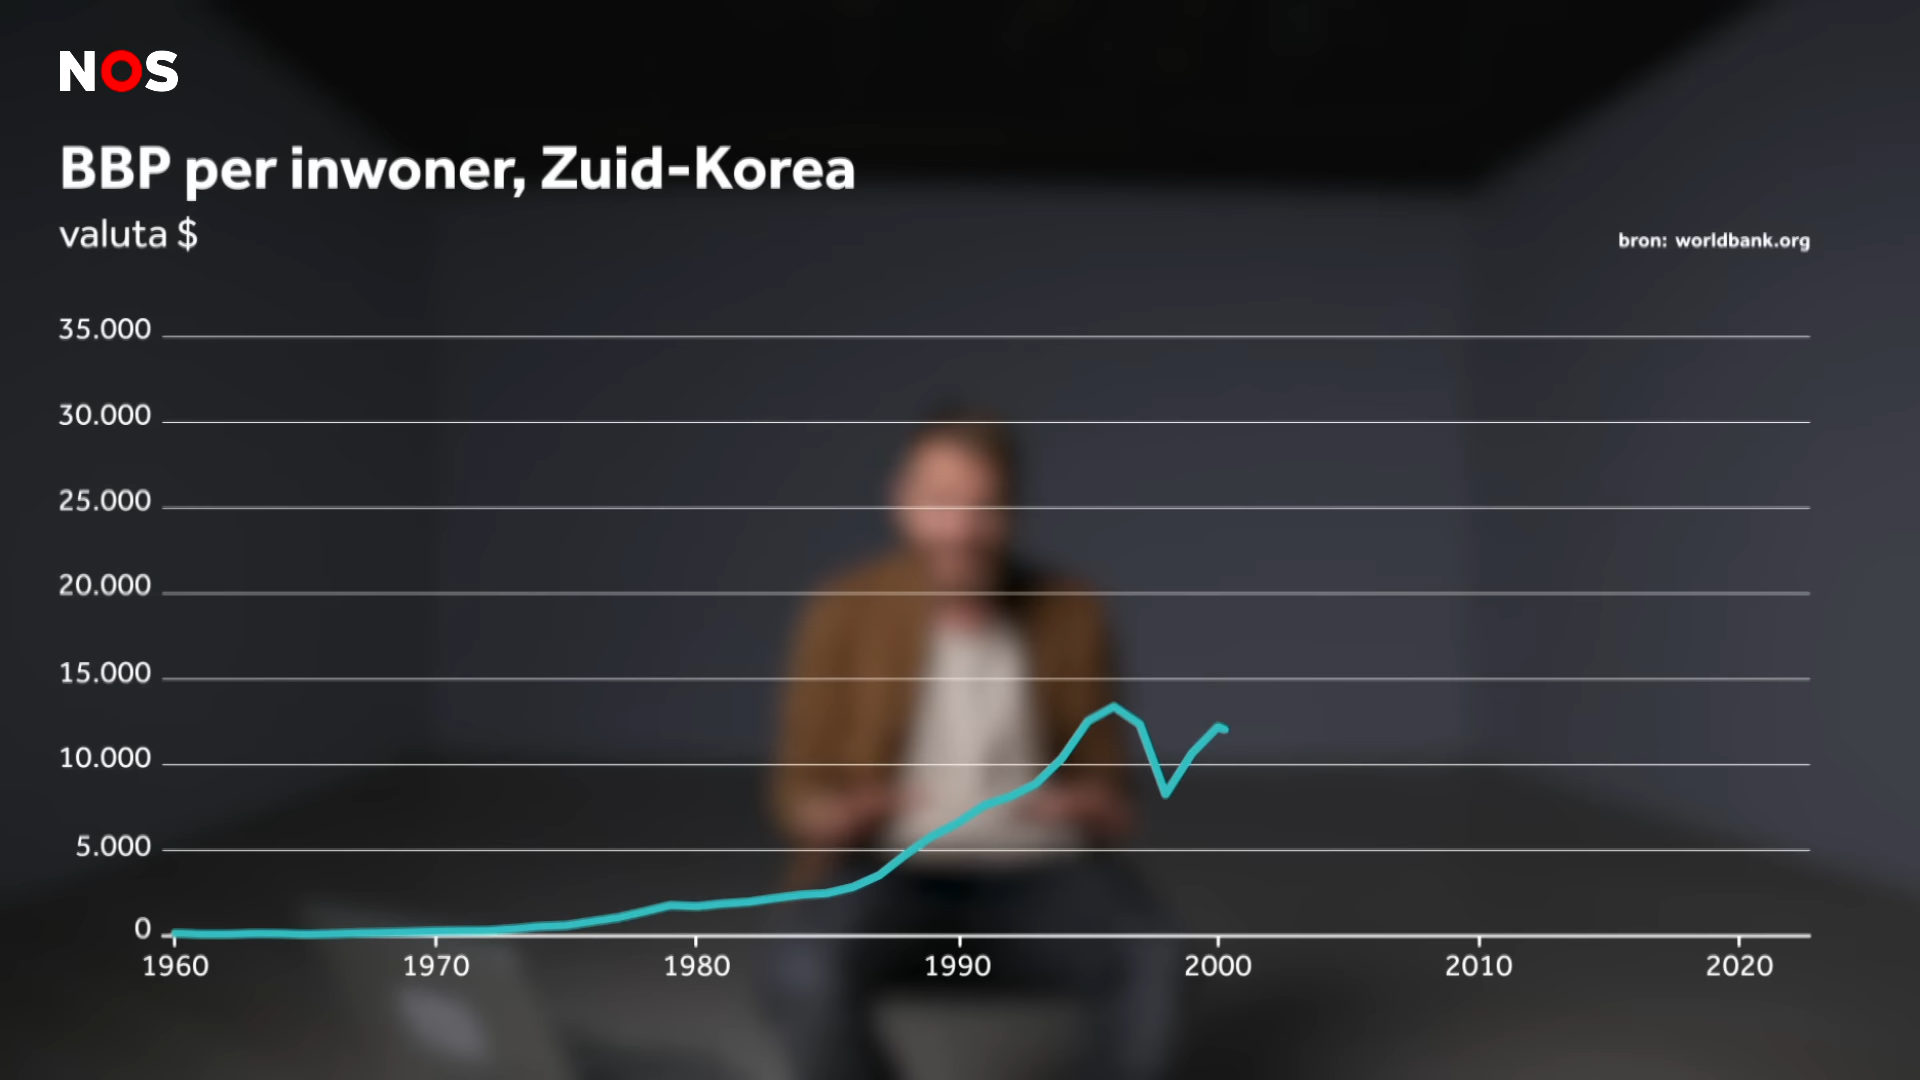 NOS
BBP per inwoner, Zuid-Korea
valuta $
bron: worldbank.org
35.000
30.000
25.000
20.000
15.000
10.000
5.000
0
1960 1970 1980 1990 2000 2010 2020